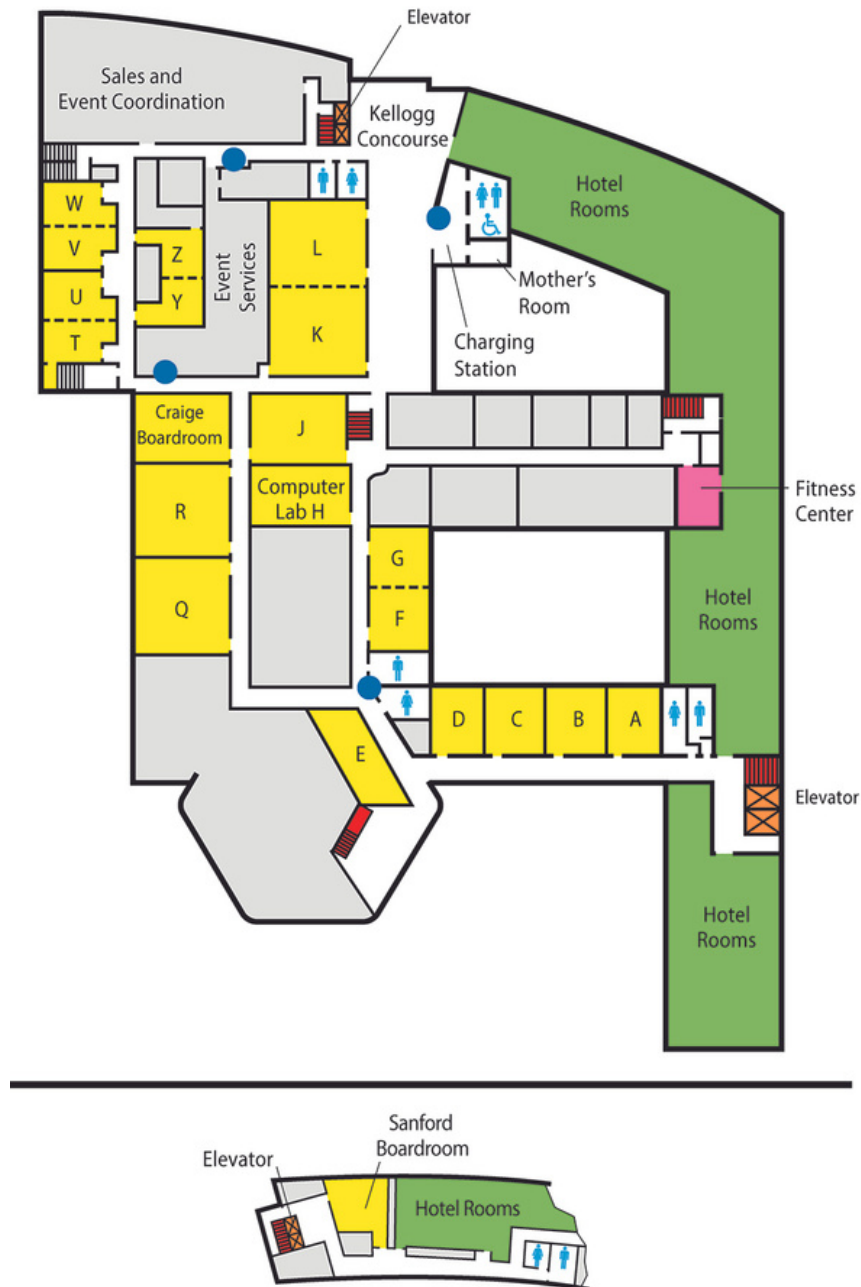 Elevator
Sales and
Event Coordination
Kellogg
Concourse
Hotel
Rooms
W
V
U
T
Z
Y
Event
Services
L
K
Mother's
Room
Charging
Station
Craige
Boardroom
J
Computer
Lab H
R
Q
G
F
Fitness
Center
Hotel
Rooms
D
C
B
A
E
Elevator
Hotel
Rooms
Sanford
Boardroom
Elevator
Hotel Rooms